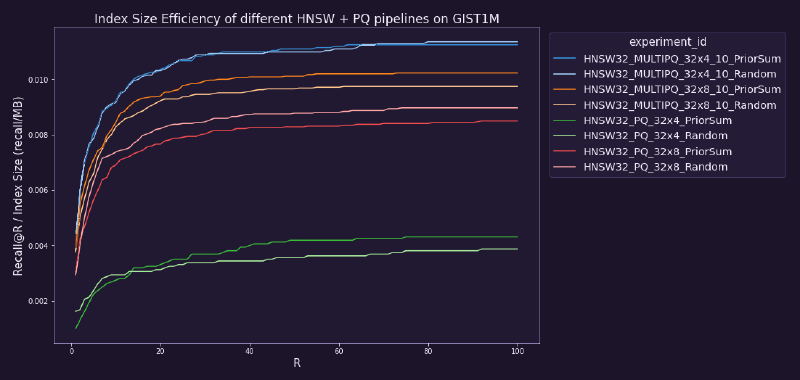 Index Size Efficiency of different HNSW + PQ pipelines on GIST1M
Recall@R / Index Size (recall/MB)
0.010
0.008
0.006
0.004
0.002
0
20
40
60
80
100
R
experiment_id
HNSW32_MULTIPQ_32x4_10_PriorSum
HNSW32_MULTIPQ_32x4_10_Random
HNSW32_MULTIPQ_32x8_10_PriorSum
HNSW32_MULTIPQ_32x8_10_Random
HNSW32_PQ_32x4_PriorSum
HNSW32_PQ_32x4_Random
HNSW32_PQ_32x8_PriorSum
HNSW32_PQ_32x8_Random